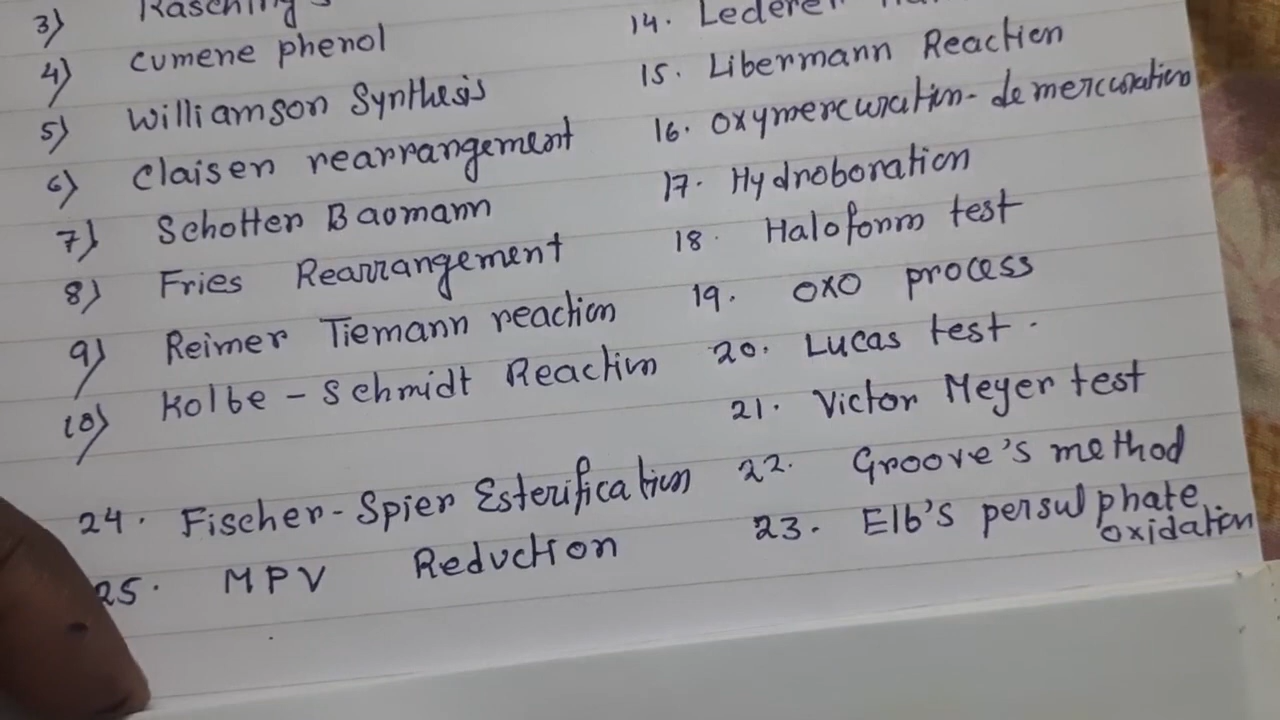 3) Rasching's
4) cumene phenol
5) Williamson Synthesis
6) Claisen rearrangement
7) Schotten Baomann
8) Fries Rearrangement
9) Reimer Tiemann reaction
10) Kolbe - Schmidt Reaction
24. Fischer-Spier Esterification
25. MPV Reduction
14. Lederer
15. Libermann Reaction
16. Oxymercuration-demercuration
17. Hydroboration
18. Haloform test
19. OXO process
20. Lucas test.
21. Victor Meyer test
22. Groove's method
23. Elb's persulphate
oxidation